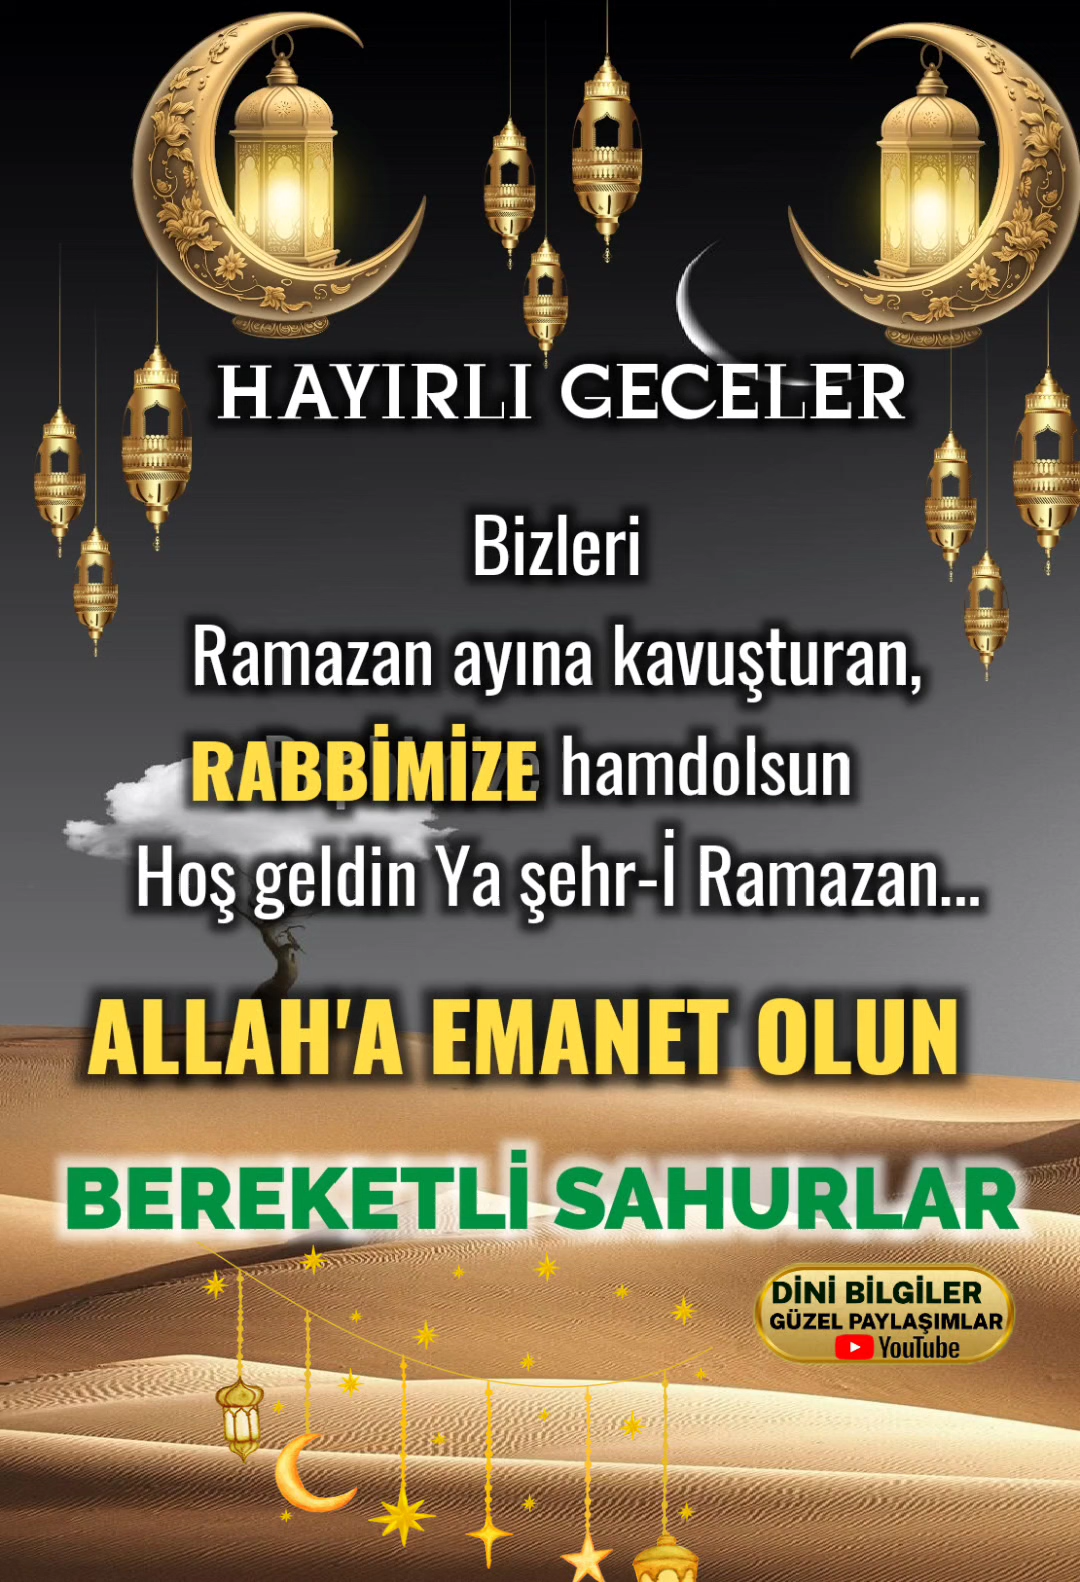 HAYIRLI GECELER
Bizleri
Ramazan ayına kavuşturan,
RABBİMİZE hamdolsun
Hoş geldin Ya şehr-İ Ramazan...
ALLAH'A EMANET OLUN
BEREKETLİ SAHURLAR
DİNİ BİLGİLER
GÜZEL PAYLAŞIMLAR
YouTube